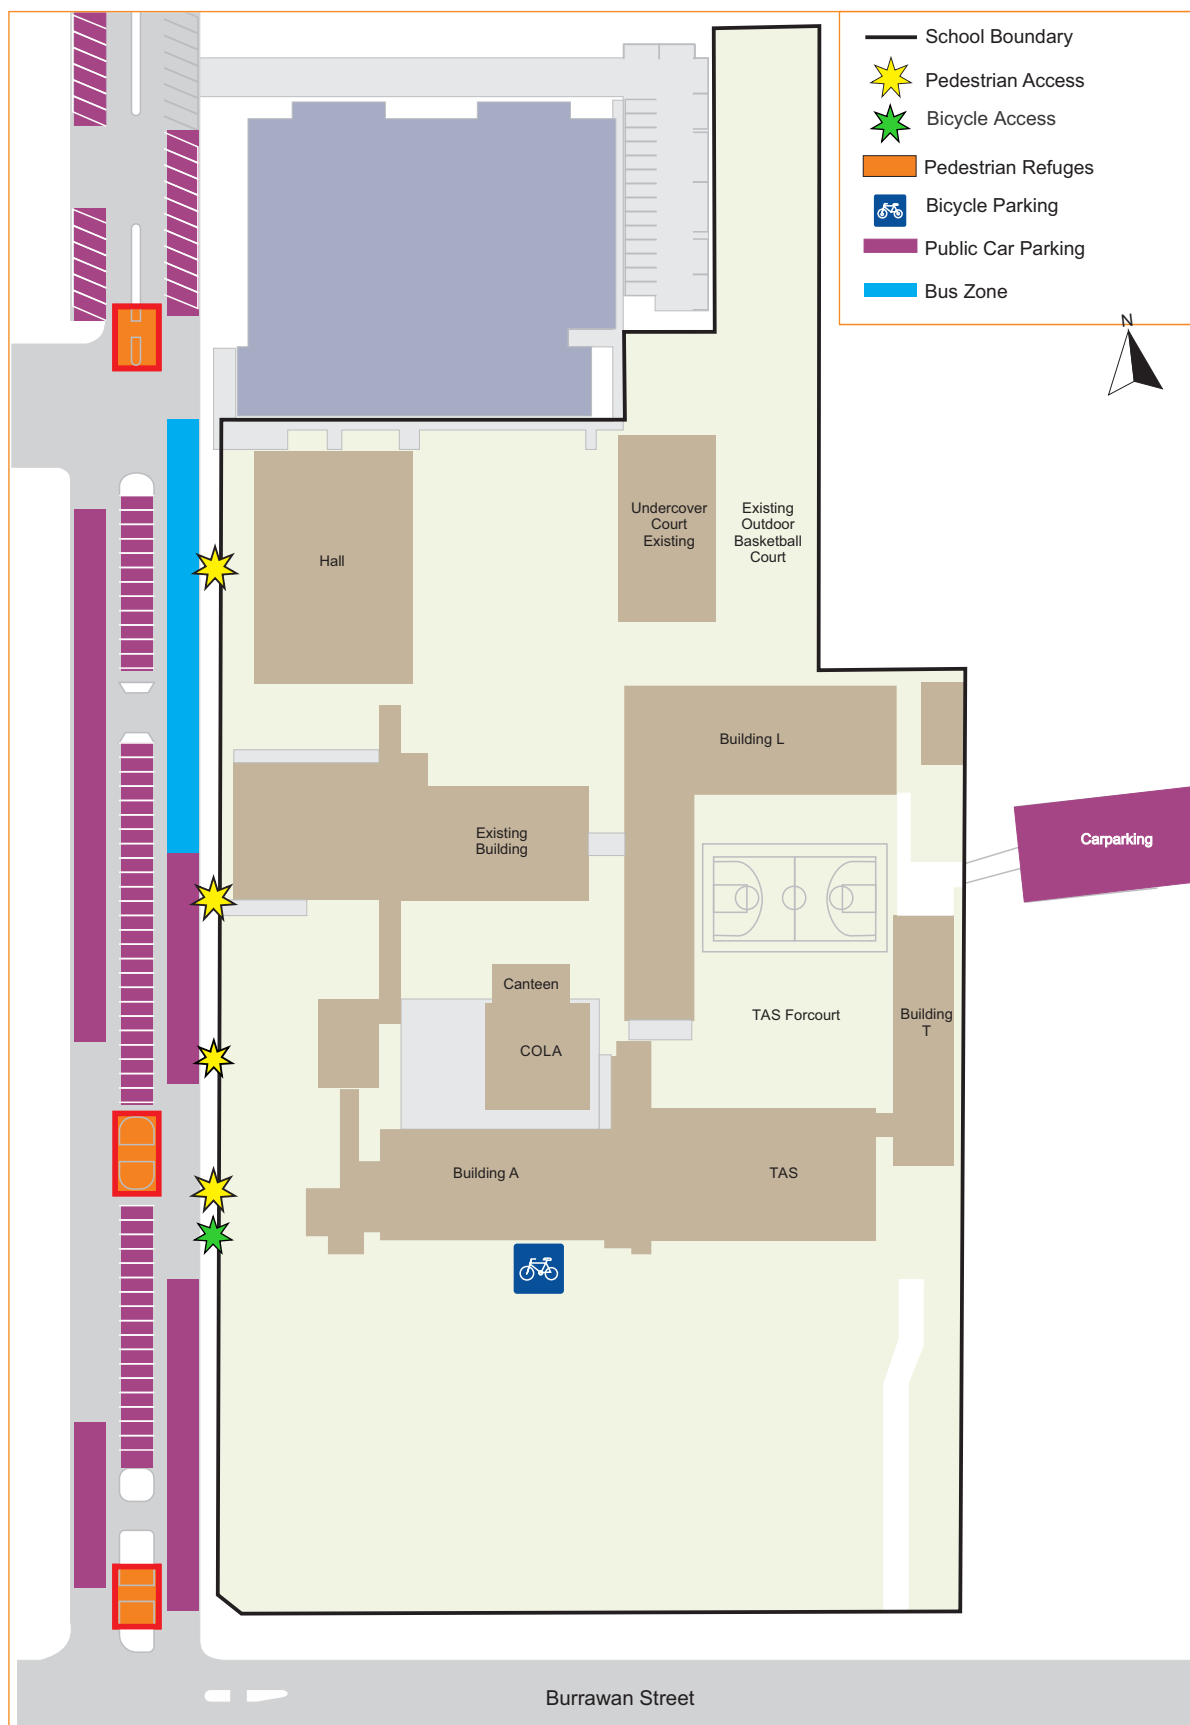 School Boundary
Pedestrian Access
Bicycle Access
Pedestrian Refuges
Bicycle Parking
Public Car Parking
Bus Zone
N
Undercover
Court
Existing
Existing
Outdoor
Basketball
Court
Hall
Building L
Existing
Building
Carparking
Canteen
COLA
TAS Forcourt
Building
T
Building A
TAS
Burrawan Street